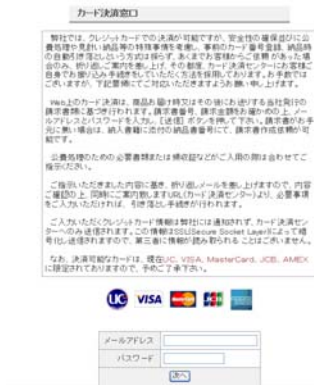 カード決済窓口
弊社では、クレジットカードでの決済が可能ですが、安全性の確保並びに公
費処理や見計い納品等の特殊事情を考慮し、事前のカード番号登録、納品時
の自動引き落としという方式は採らず、あくまでお客様からご依頼があった場
合のみ、折り返しご案内を差し上げ、その都度、カード決済センターにお客様ご
自身でお振り込み手続きをしていただく方法を採用しております。お手数では
ございますが、下記要領にてご対応いただきますようお願い申し上げます。
Web上のカード決済は、商品お届け時又はその後にお送りする当社発行の
請求書類に基づき行われます。請求書番号、請求金額をお確かめの上、メー
ルアドレスとパスワードを入力し、[送信]ボタンを押して下さい。請求書がお手
元に無い場合は、納入書籍に添付の納品書番号にて、請求書作成依頼が可
能です。
公費処理のための必要書類または領収証などがご入用の際は合わせてご
指示ください。
ご指示いただきました内容に基き、折り返しメールを差し上げますので、内容
ご確認の上、同時にご案内致しますURL(カード決済センター)より、必要事項
をご入力いただければ、引き落とし手続きが行われます。
ご入力いただくクレジットカード情報は弊社には通知されず、カード決済セン
ターへのみ送信されます。この情報はSSL(Secure Socket Layer)によって暗
号化し送信されますので、第三者に情報が読み取られることはございません。
なお、決済可能なカードは、現在UC、VISA、MasterCard、JCB、AMEX
に限定されておりますので、予めご了承下さい。
UC VISA MasterCard JCB
メールアドレス
パスワード
次へ